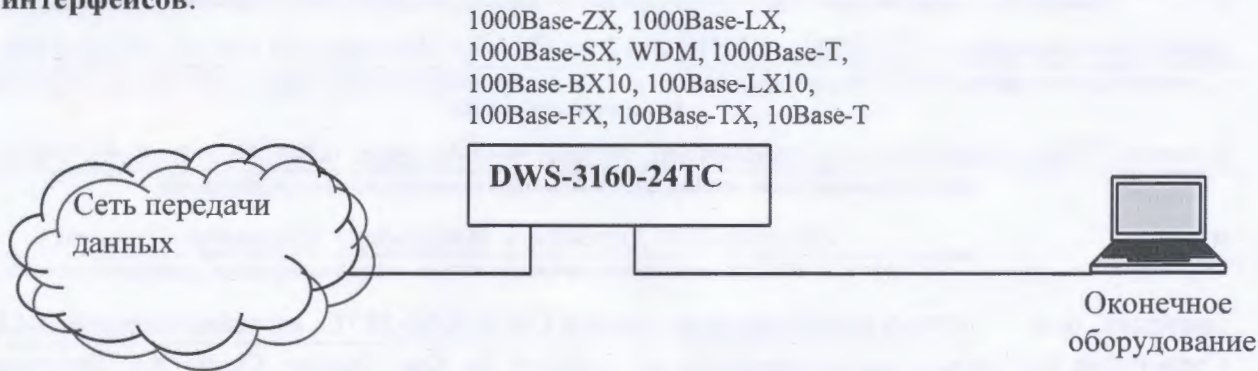 интерфейсов:
1000Base-ZX, 1000Base-LX,
1000Base-SX, WDM, 1000Base-T,
100Base-BX10, 100Base-LX10,
100Base-FX, 100Base-TX, 10Base-T
DWS-3160-24TC
Сеть передачи
данных
Оконечное
оборудование